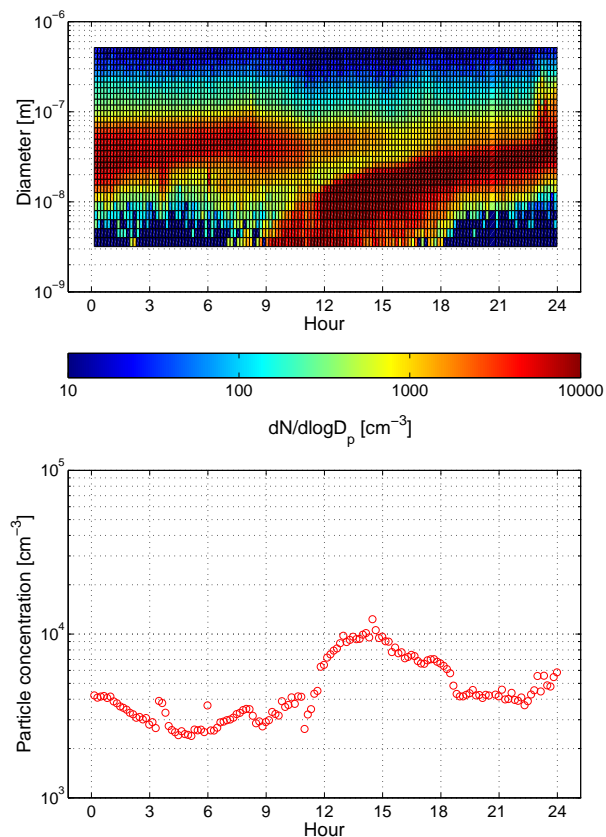 10^−6
10^−7
10^−8
10^−9
Diameter [m]
0 3 6 9 12 15 18 21 24
Hour
10 100 1000 10000
dN/dlogD_p [cm^−3]
10^5
10^4
10^3
Particle concentration [cm^−3]
0 3 6 9 12 15 18 21 24
Hour